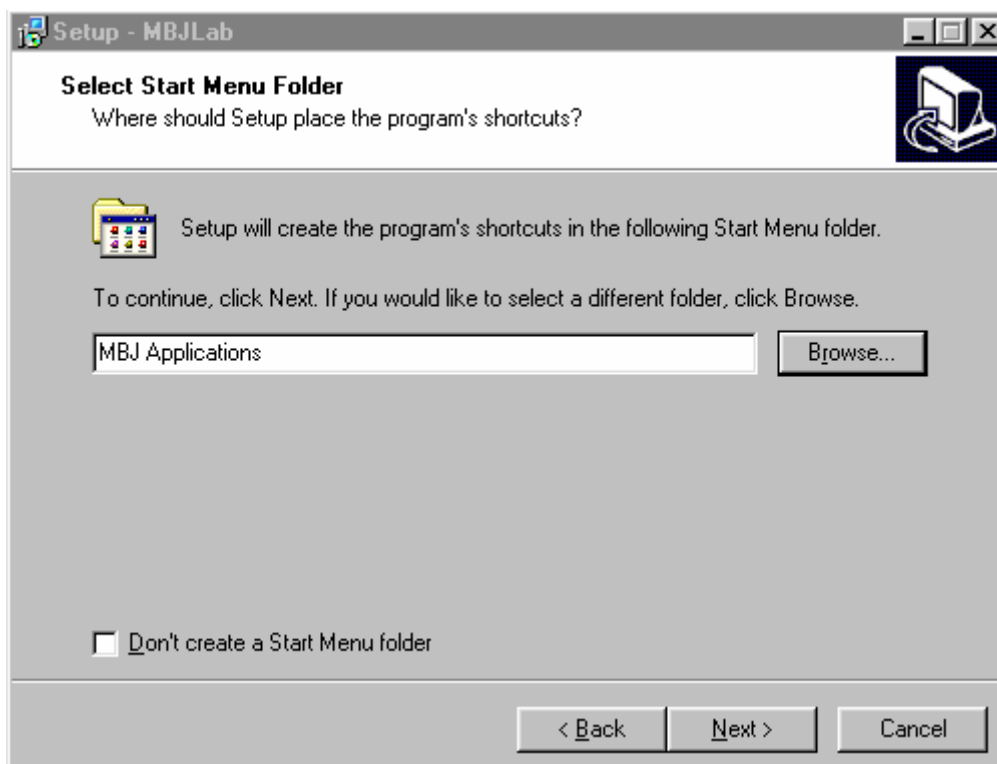 Setup - MBJLab
Select Start Menu Folder
Where should Setup place the program's shortcuts?
Setup will create the program's shortcuts in the following Start Menu folder.
To continue, click Next. If you would like to select a different folder, click Browse.
MBJ Applications
Browse...
Don't create a Start Menu folder
< Back
Next >
Cancel